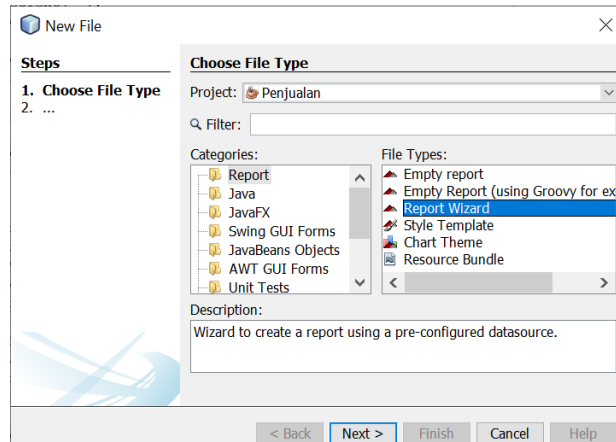 New File
Steps
1. Choose File Type
2. ...
Choose File Type
Project: Penjualan
Filter:
Categories:
Report
Java
JavaFX
Swing GUI Forms
JavaBeans Objects
AWT GUI Forms
Unit Tests
File Types:
Empty report
Empty Report (using Groovy for ex
Report Wizard
Style Template
Chart Theme
Resource Bundle
Description:
Wizard to create a report using a pre-configured datasource.
< Back Next > Finish Cancel Help